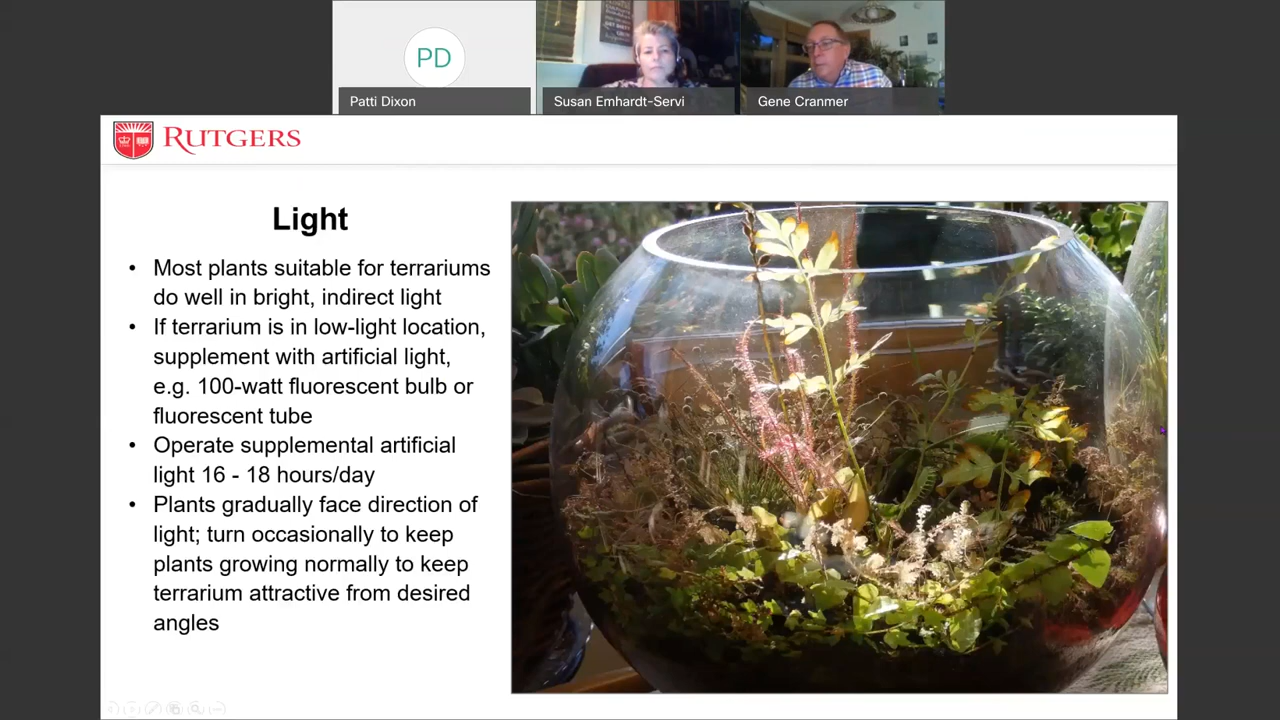 PD
Patti Dixon
Susan Emhardt-Servi
Gene Cranmer
RUTGERS
Light
• Most plants suitable for terrariums
do well in bright, indirect light
• If terrarium is in low-light location,
supplement with artificial light,
e.g. 100-watt fluorescent bulb or
fluorescent tube
• Operate supplemental artificial
light 16 - 18 hours/day
• Plants gradually face direction of
light; turn occasionally to keep
plants growing normally to keep
terrarium attractive from desired
angles